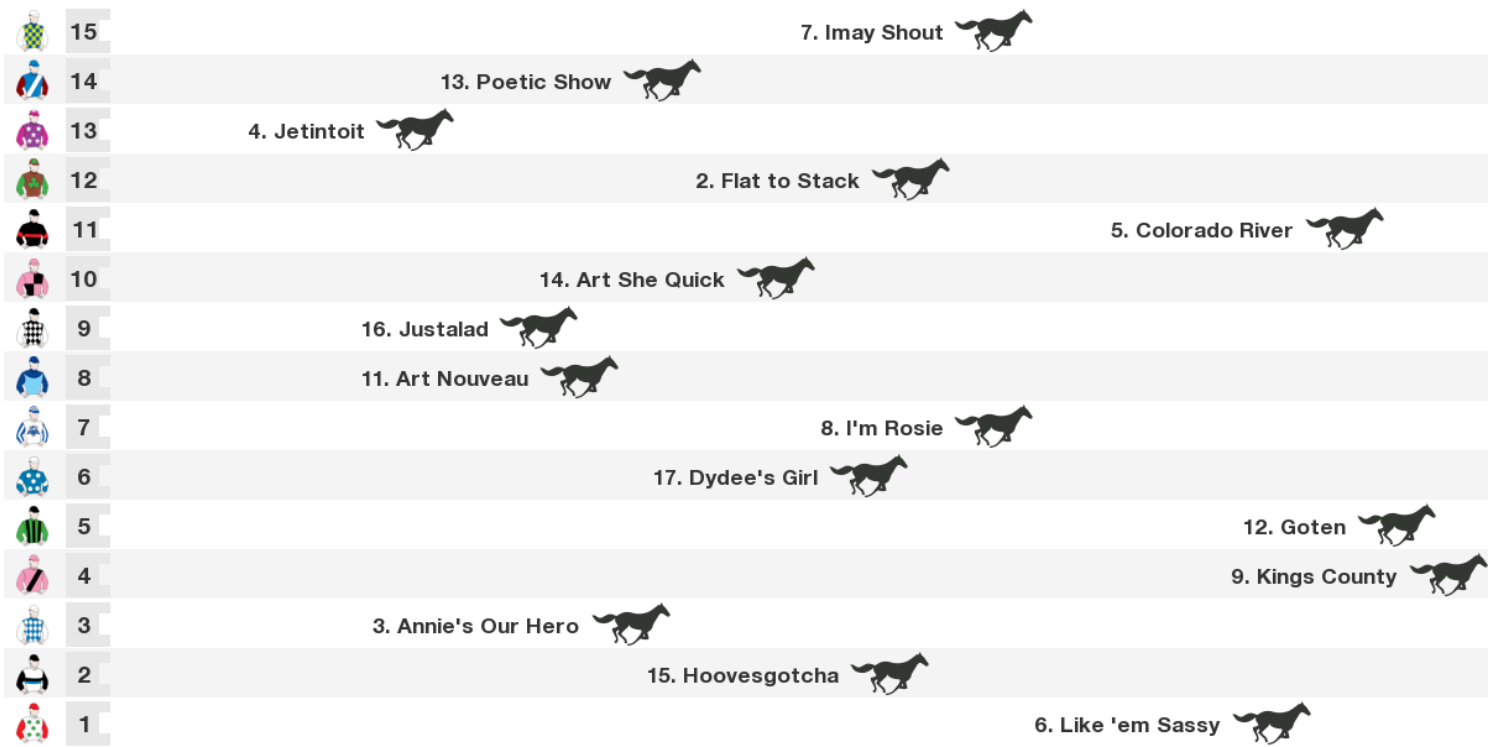 15 7. Imay Shout
14 13. Poetic Show
13 4. Jetintoit
12 2. Flat to Stack
11 5. Colorado River
10 14. Art She Quick
9 16. Justalad
8 11. Art Nouveau
7 8. I'm Rosie
6 17. Dydee's Girl
5 12. Goten
4 9. Kings County
3 3. Annie's Our Hero
2 15. Hoovesgotcha
1 6. Like 'em Sassy